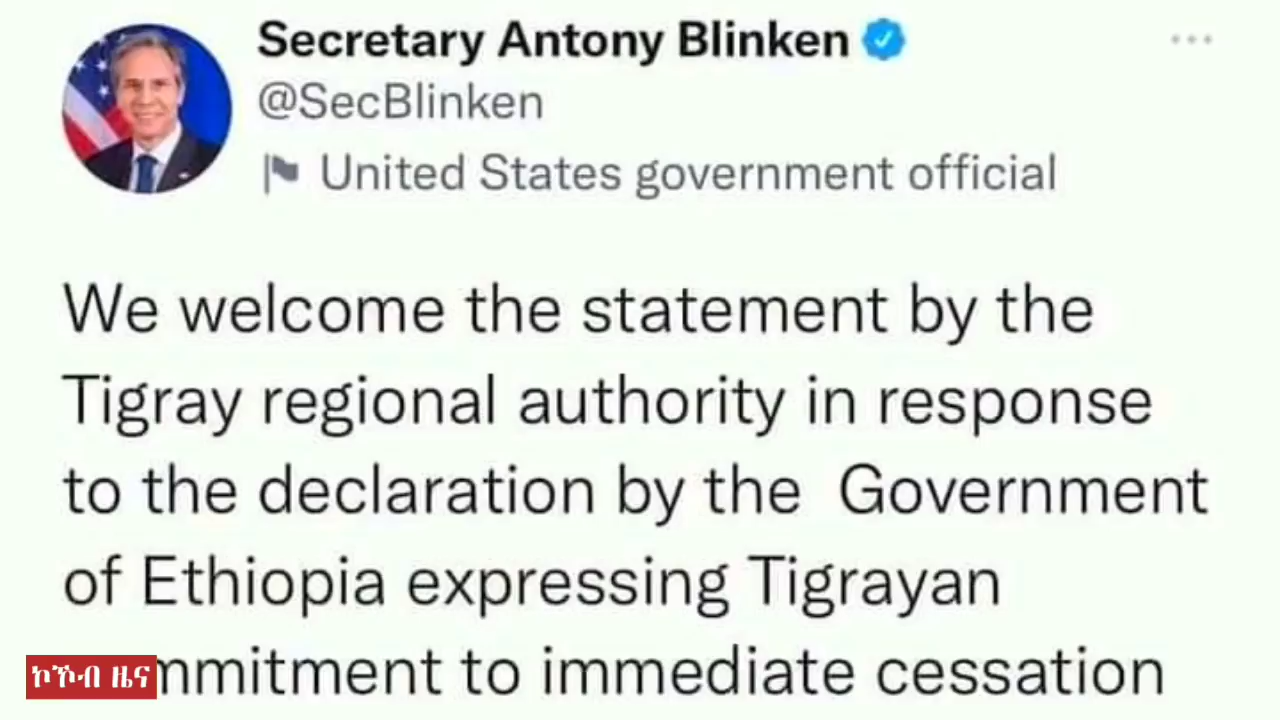 Secretary Antony Blinken
@SecBlinken
United States government official
We welcome the statement by the
Tigray regional authority in response
to the declaration by the Government
of Ethiopia expressing Tigrayan
mmitment to immediate cessation
ኮኾብ ዜና